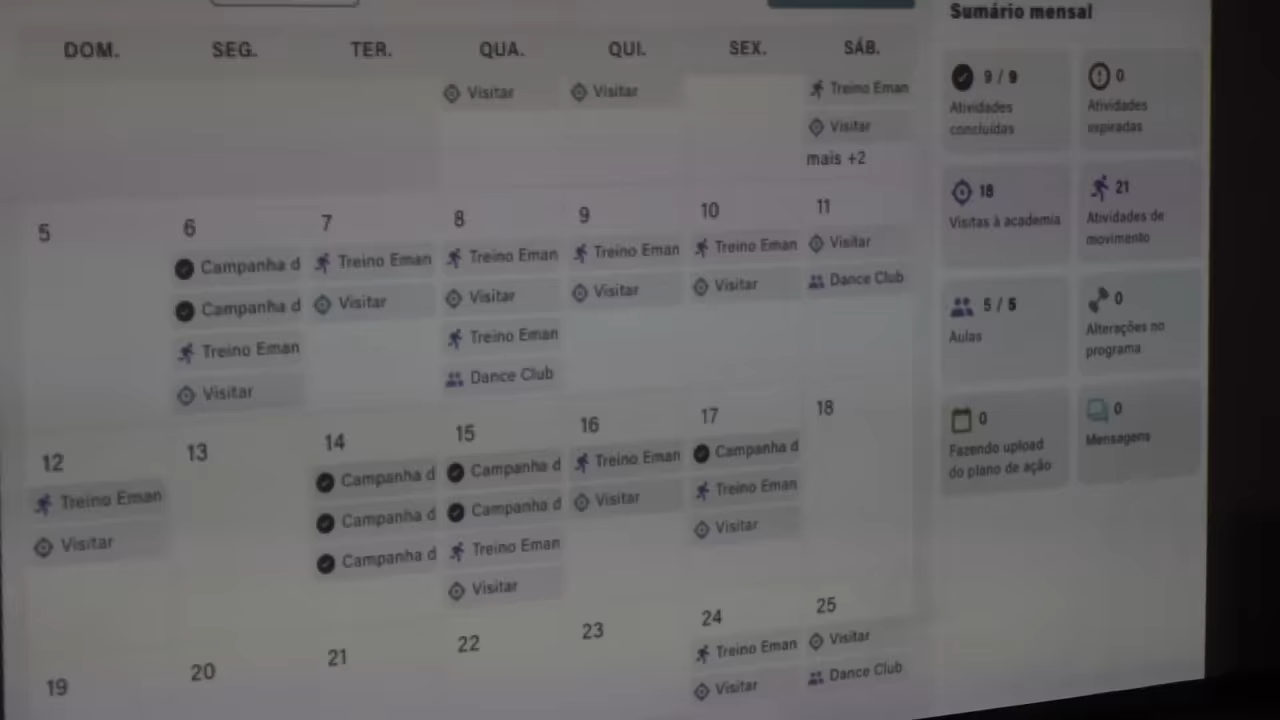 Sumário mensal
DOM. SEG. TER. QUA. QUI. SEX. SÁB.
Visitar Visitar Treino Eman
Visitar
mais +2
5 6 7 8 9 10 11
Campanha d Treino Eman Treino Eman Treino Eman Treino Eman Visitar
Campanha d Visitar Visitar Visitar Visitar Dance Club
Treino Eman Treino Eman
Visitar Dance Club
12 13 14 15 16 17 18
Treino Eman Campanha d Campanha d Treino Eman Campanha d
Visitar Campanha d Campanha d Visitar Treino Eman
Campanha d Treino Eman Visitar
Visitar
19 20 21 22 23 24 25
Treino Eman Visitar
Visitar Dance Club
9 / 9 0
Atividades Atividades
concluídas expiradas
18 21
Visitas à academia Atividades de
movimento
5 / 5 0
Aulas Alterações no
programa
0 0
Fazendo upload Mensagens
do plano de ação